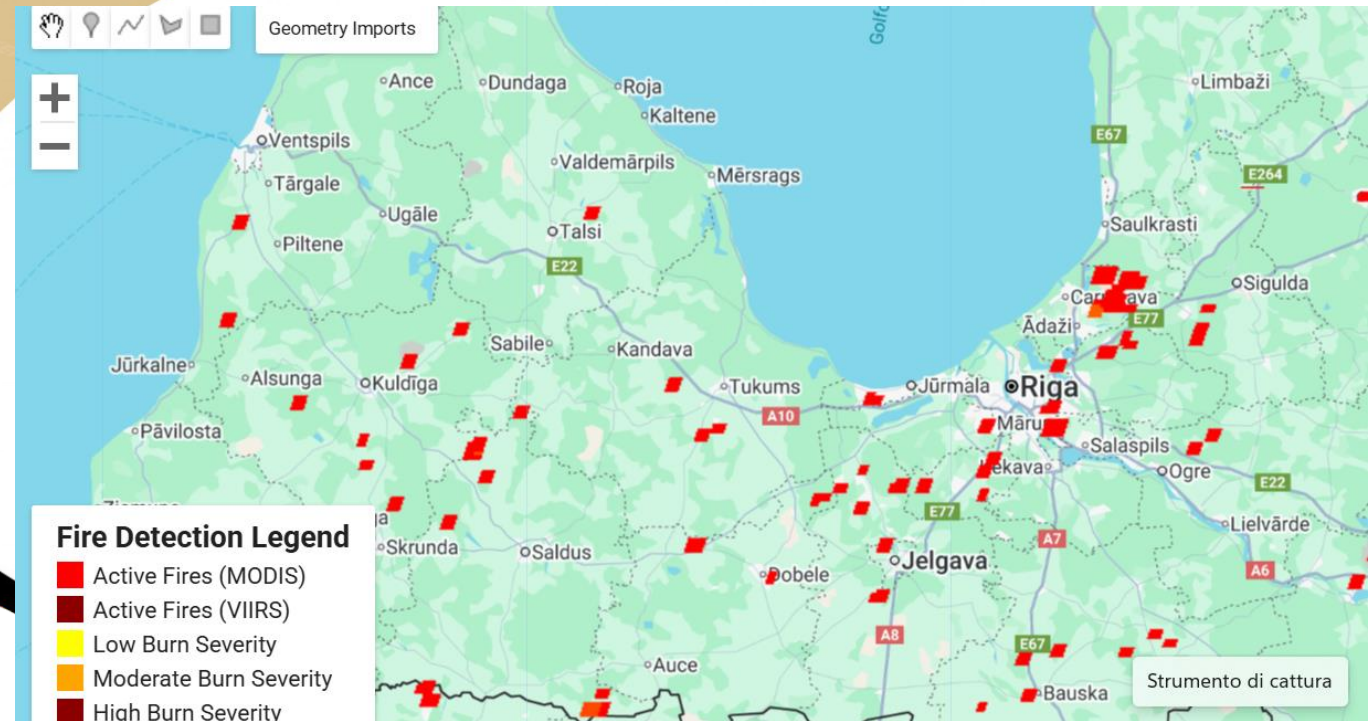 Geometry Imports
Golfo
Ance
Dundaga
Roja
Limbaži
Kaltene
Ventspils
E67
Valdemārpils
Mērsrags
E264
Tārgale
Ugāle
Talsi
Saulkrasti
Piltene
E22
Sigulda
E77
Ādaži
Sabile
Kandava
Jūrkalne
Alsunga
Kuldīga
Tukums
Jūrmala
Riga
A10
Pāvilosta
Salaspils
Ogre
E22
E77
Lielvārde
Fire Detection Legend
Skrunda
Saldus
A7
Jelgava
A6
Active Fires (MODIS)
Dobele
Active Fires (VIIRS)
A8
Low Burn Severity
E67
Auce
Moderate Burn Severity
Strumento di cattura
Bauska
High Burn Severity